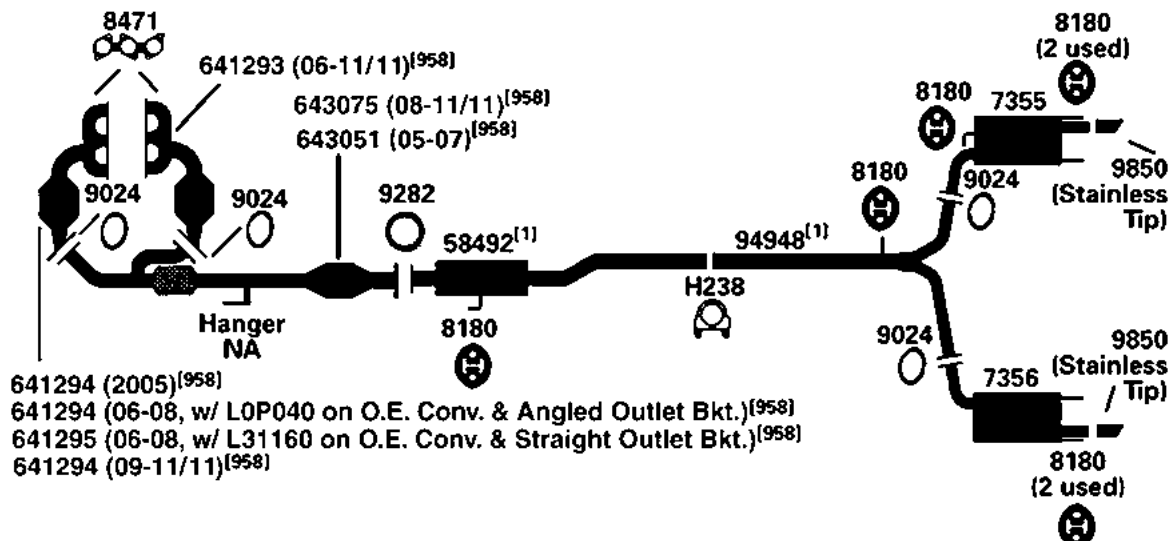 8471
641293 (06-11/11)[958]
643075 (08-11/11)[958]
643051 (05-07)[958]
9024
9024
9282
58492[1]
8180
Hanger
NA
H238
94948[1]
8180
8180
7355
8180
(2 used)
9850
(Stainless
Tip)
9024
9024
7356
9850
(Stainless
Tip)
8180
(2 used)
641294 (2005)[958]
641294 (06-08, w/ L0P040 on O.E. Conv. & Angled Outlet Bkt.)[958]
641295 (06-08, w/ L31160 on O.E. Conv. & Straight Outlet Bkt.)[958]
641294 (09-11/11)[958]